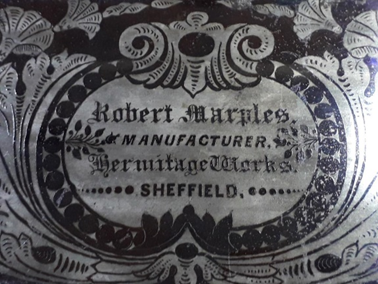 Robert Marples,
MANUFACTURER,
Hermitage Works,
SHEFFIELD.